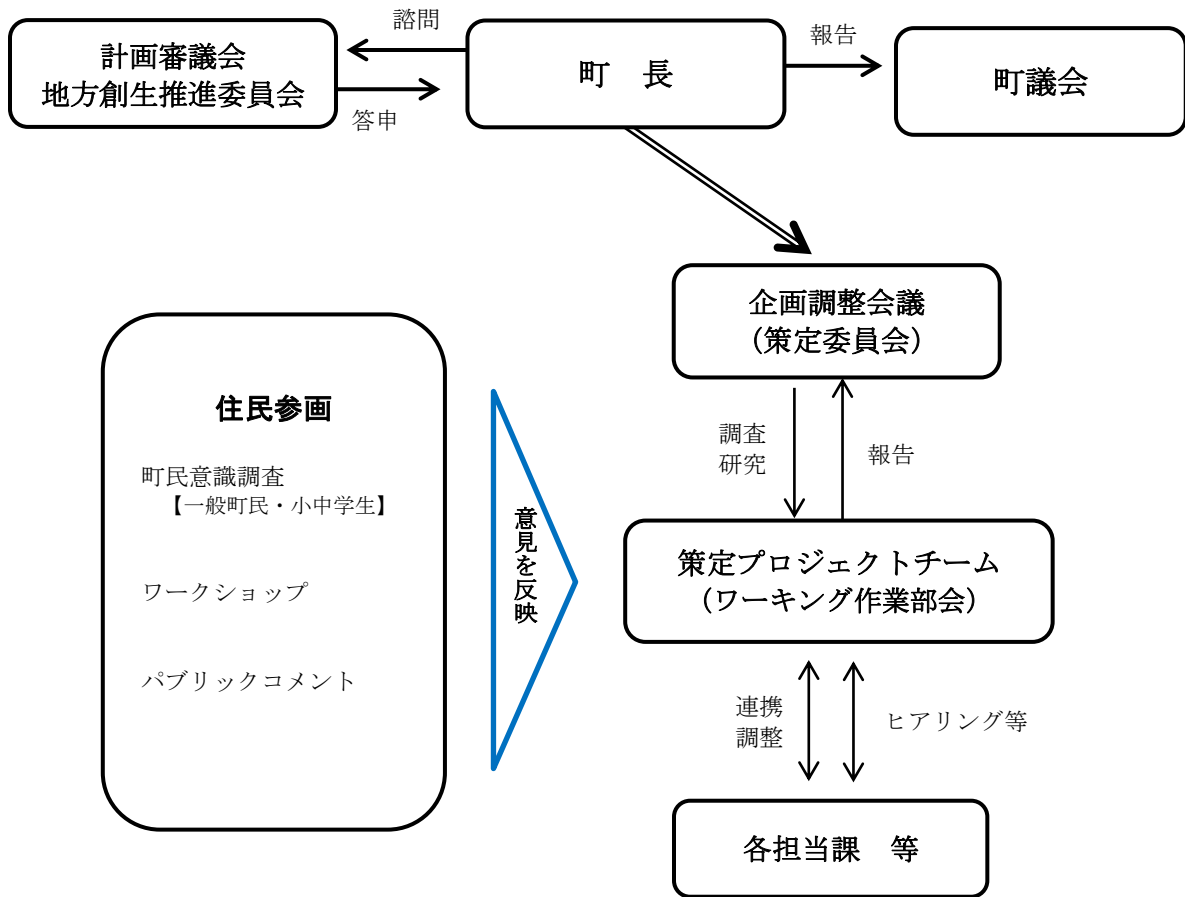 諮問
計画審議会
地方創生推進委員会
答申
町　長
報告
町議会
企画調整会議
（策定委員会）
住民参画
町民意識調査
【一般町民・小中学生】
ワークショップ
パブリックコメント
意見を反映
調査
研究
報告
策定プロジェクトチーム
（ワーキング作業部会）
連携
調整
ヒアリング等
各担当課　等